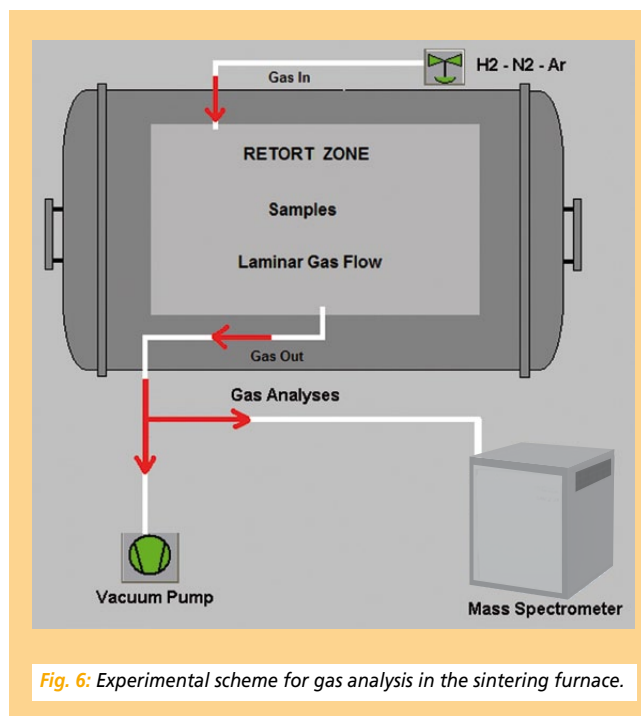 H2 - N2 - Ar
Gas In
RETORT ZONE
Samples
Laminar Gas Flow
Gas Out
Gas Analyses
Vacuum Pump
Mass Spectrometer
Fig. 6: Experimental scheme for gas analysis in the sintering furnace.